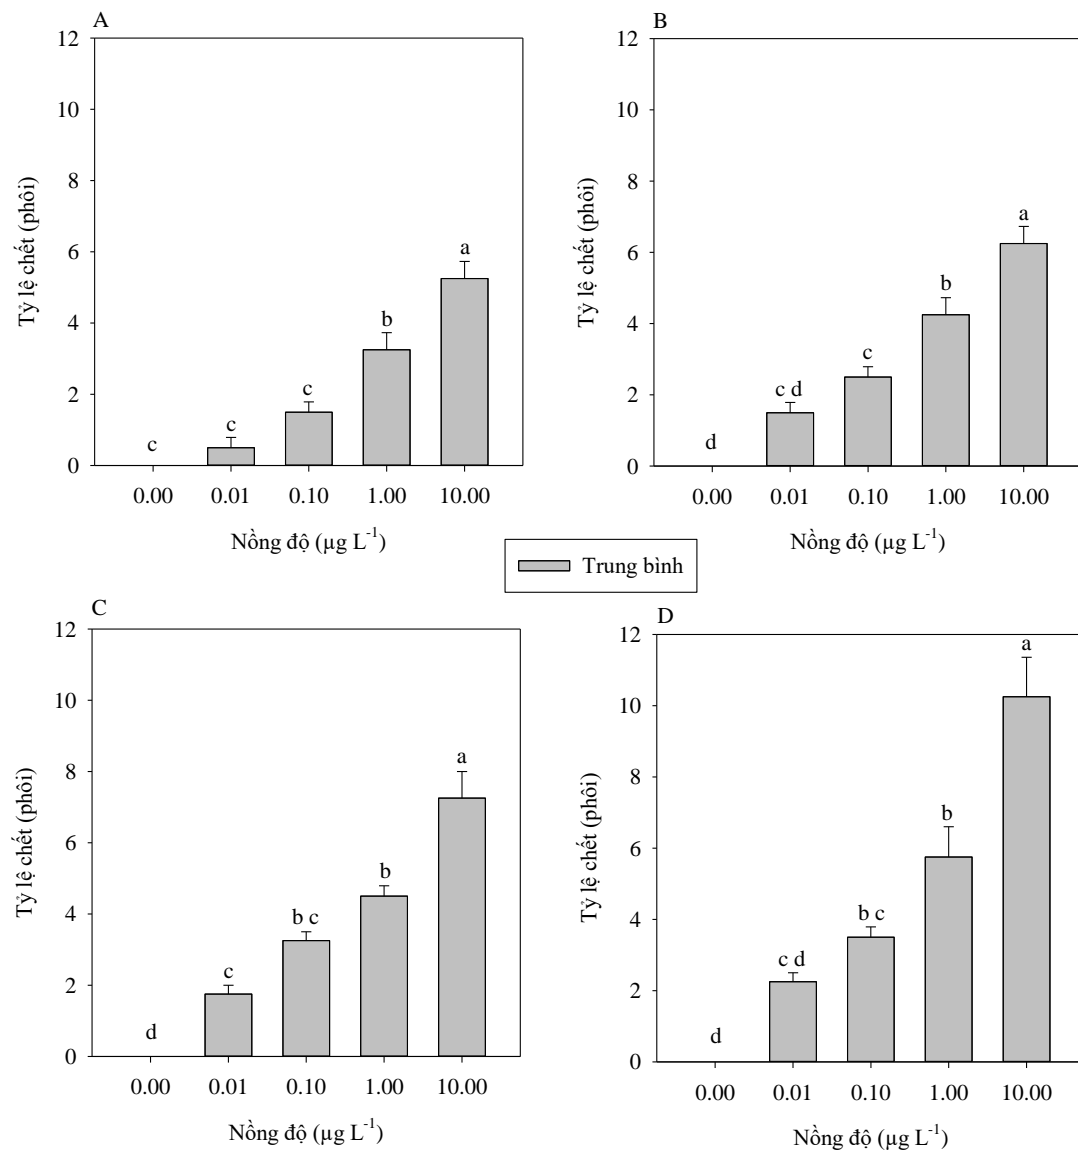 A
12
10
8
6
4
2
0
Tỷ lệ chết (phôi)
c
c
c
b
a
0.00 0.01 0.10 1.00 10.00
Nồng độ (µg L⁻¹)
B
12
10
8
6
4
2
0
Tỷ lệ chết (phôi)
d
c d
c
b
a
0.00 0.01 0.10 1.00 10.00
Nồng độ (µg L⁻¹)
Trung bình
C
12
10
8
6
4
2
0
Tỷ lệ chết (phôi)
d
c
b c
b
a
0.00 0.01 0.10 1.00 10.00
Nồng độ (µg L⁻¹)
D
12
10
8
6
4
2
0
Tỷ lệ chết (phôi)
d
c d
b c
b
a
0.00 0.01 0.10 1.00 10.00
Nồng độ (µg L⁻¹)